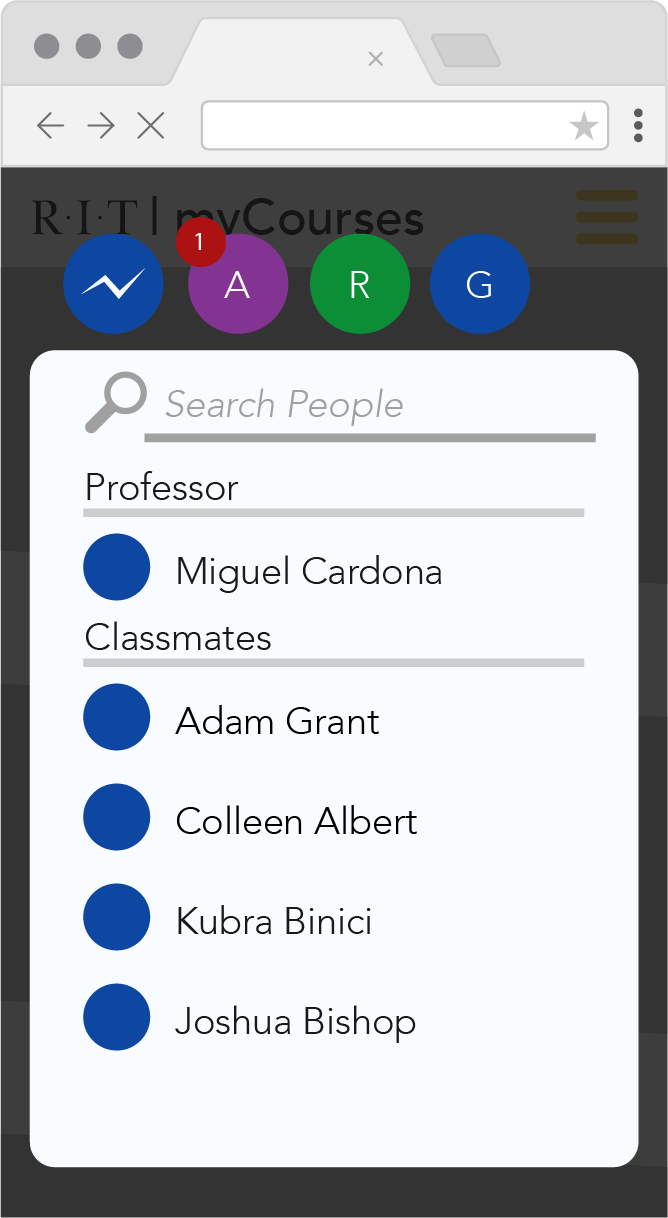 R·I·T | myCourses
1
A R G
Search People
Professor
Miguel Cardona
Classmates
Adam Grant
Colleen Albert
Kubra Binici
Joshua Bishop